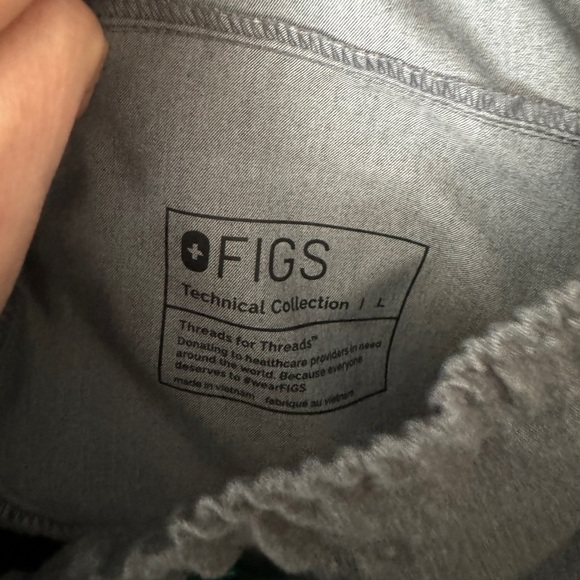 FIGS
Technical Collection / L
Threads for Threads™
Donating to healthcare providers in need
around the world. Because everyone
deserves to #wearFIGS
made in vietnam fabriqué au vietnam